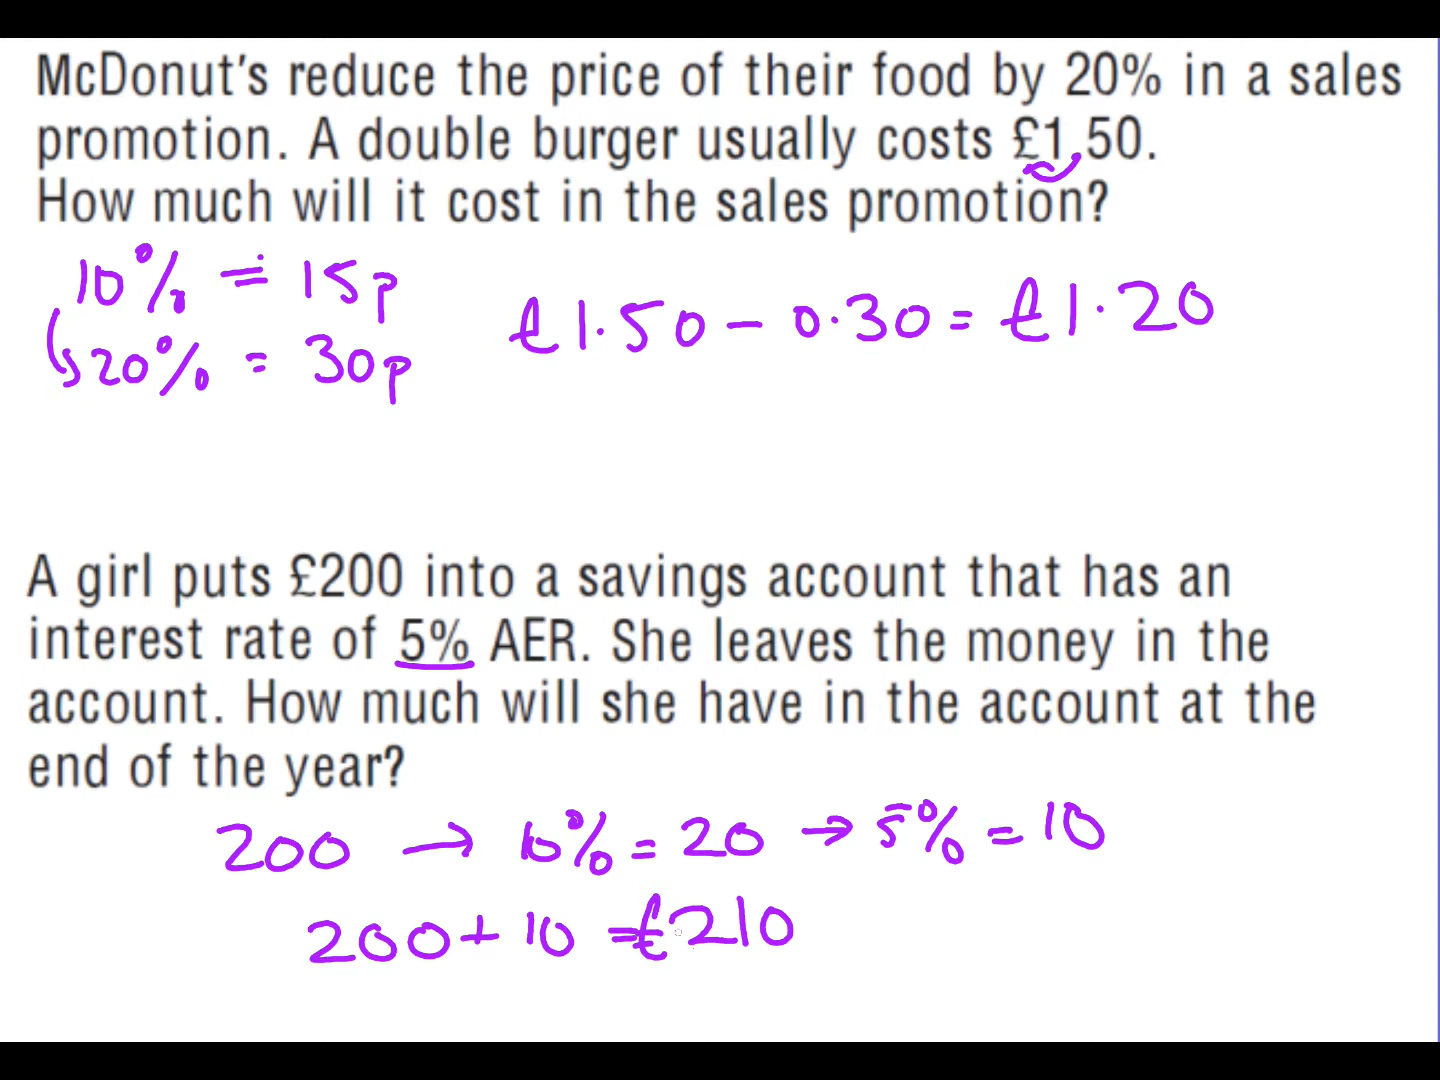 McDonut's reduce the price of their food by 20% in a sales
promotion. A double burger usually costs £1.50.
How much will it cost in the sales promotion?
10% = 15p
£1.50 - 0.30 = £1.20
20% = 30p
A girl puts £200 into a savings account that has an
interest rate of 5% AER. She leaves the money in the
account. How much will she have in the account at the
end of the year?
200 → 10% = 20 → 5% = 10
200 + 10 = £210